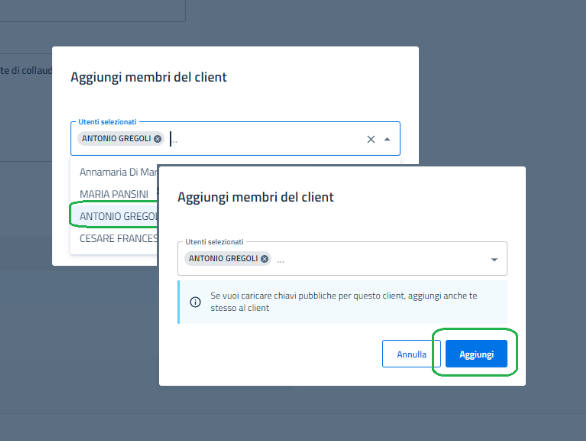 te di collaud
Aggiungi membri del client
Utenti selezionati
ANTONIO GREGOLI
...
Annamaria Di Mar
MARIA PANSINI
ANTONIO GREGOL
CESARE FRANCES
Aggiungi membri del client
Utenti selezionati
ANTONIO GREGOLI
...
Se vuoi caricare chiavi pubbliche per questo client, aggiungi anche te
stesso al client
Annulla
Aggiungi